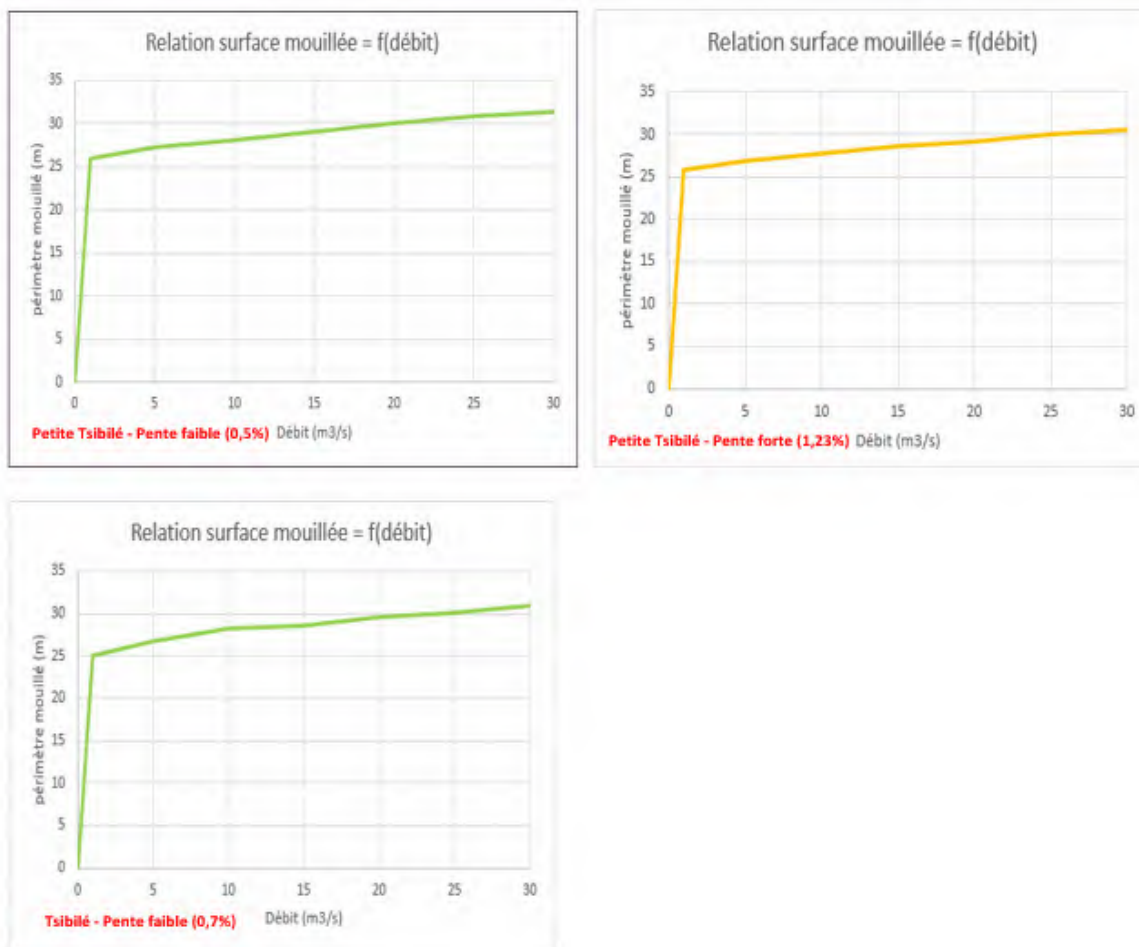 Relation surface mouillée = f(débit)
périmètre moiuillé (m)
35
30
25
20
15
10
5
0
0 5 10 15 20 25 30
Petite Tsibilé - Pente faible (0,5%) Débit (m3/s)
Relation surface mouillée = f(débit)
périmètre mouillé (m)
35
30
25
20
15
10
5
0
0 5 10 15 20 25 30
Petite Tsibilé - Pente forte (1,23%) Débit (m3/s)
Relation surface mouillée = f(débit)
périmètre mouillé (m)
35
30
25
20
15
10
5
0
0 5 10 15 20 25 30
Tsibilé - Pente faible (0,7%) Débit (m3/s)